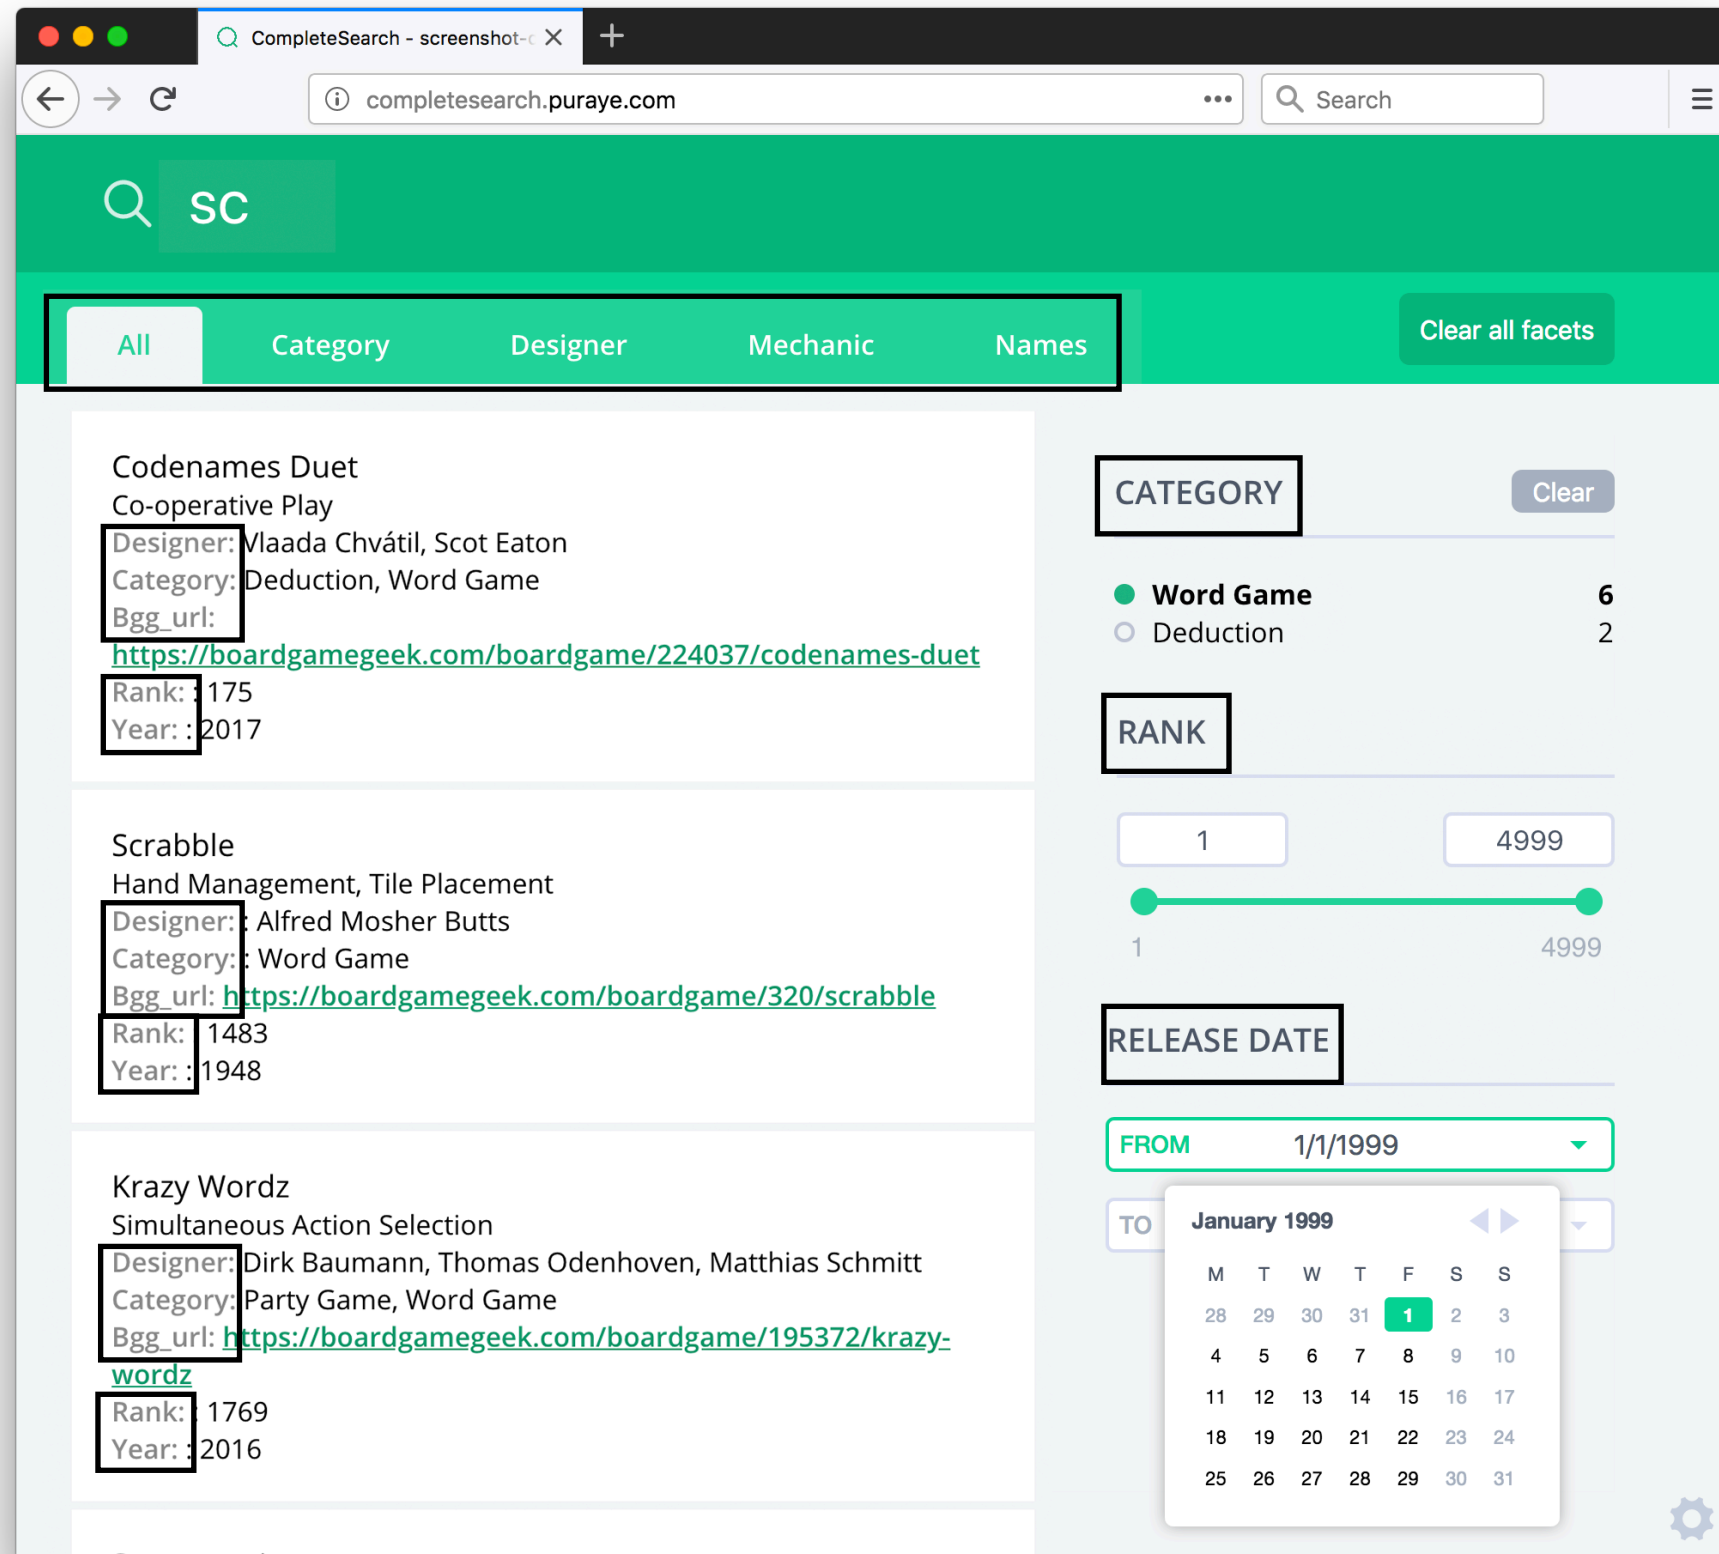 CompleteSearch - screenshot-
completesearch.puraye.com
Search
sc
All Category Designer Mechanic Names
Clear all facets
Codenames Duet
Co-operative Play
Designer: Vlaada Chvátil, Scot Eaton
Category: Deduction, Word Game
Bgg_url:
https://boardgamegeek.com/boardgame/224037/codenames-duet
Rank: : 175
Year: : 2017
Scrabble
Hand Management, Tile Placement
Designer: : Alfred Mosher Butts
Category: : Word Game
Bgg_url: https://boardgamegeek.com/boardgame/320/scrabble
Rank: 1483
Year: : 1948
Krazy Wordz
Simultaneous Action Selection
Designer: Dirk Baumann, Thomas Odenhoven, Matthias Schmitt
Category: Party Game, Word Game
Bgg_url: https://boardgamegeek.com/boardgame/195372/krazy-
wordz
Rank: : 1769
Year: : 2016
CATEGORY Clear
Word Game 6
Deduction 2
RANK
1 4999
1 4999
RELEASE DATE
FROM 1/1/1999
TO
January 1999
M T W T F S S
28 29 30 31 1 2 3
4 5 6 7 8 9 10
11 12 13 14 15 16 17
18 19 20 21 22 23 24
25 26 27 28 29 30 31